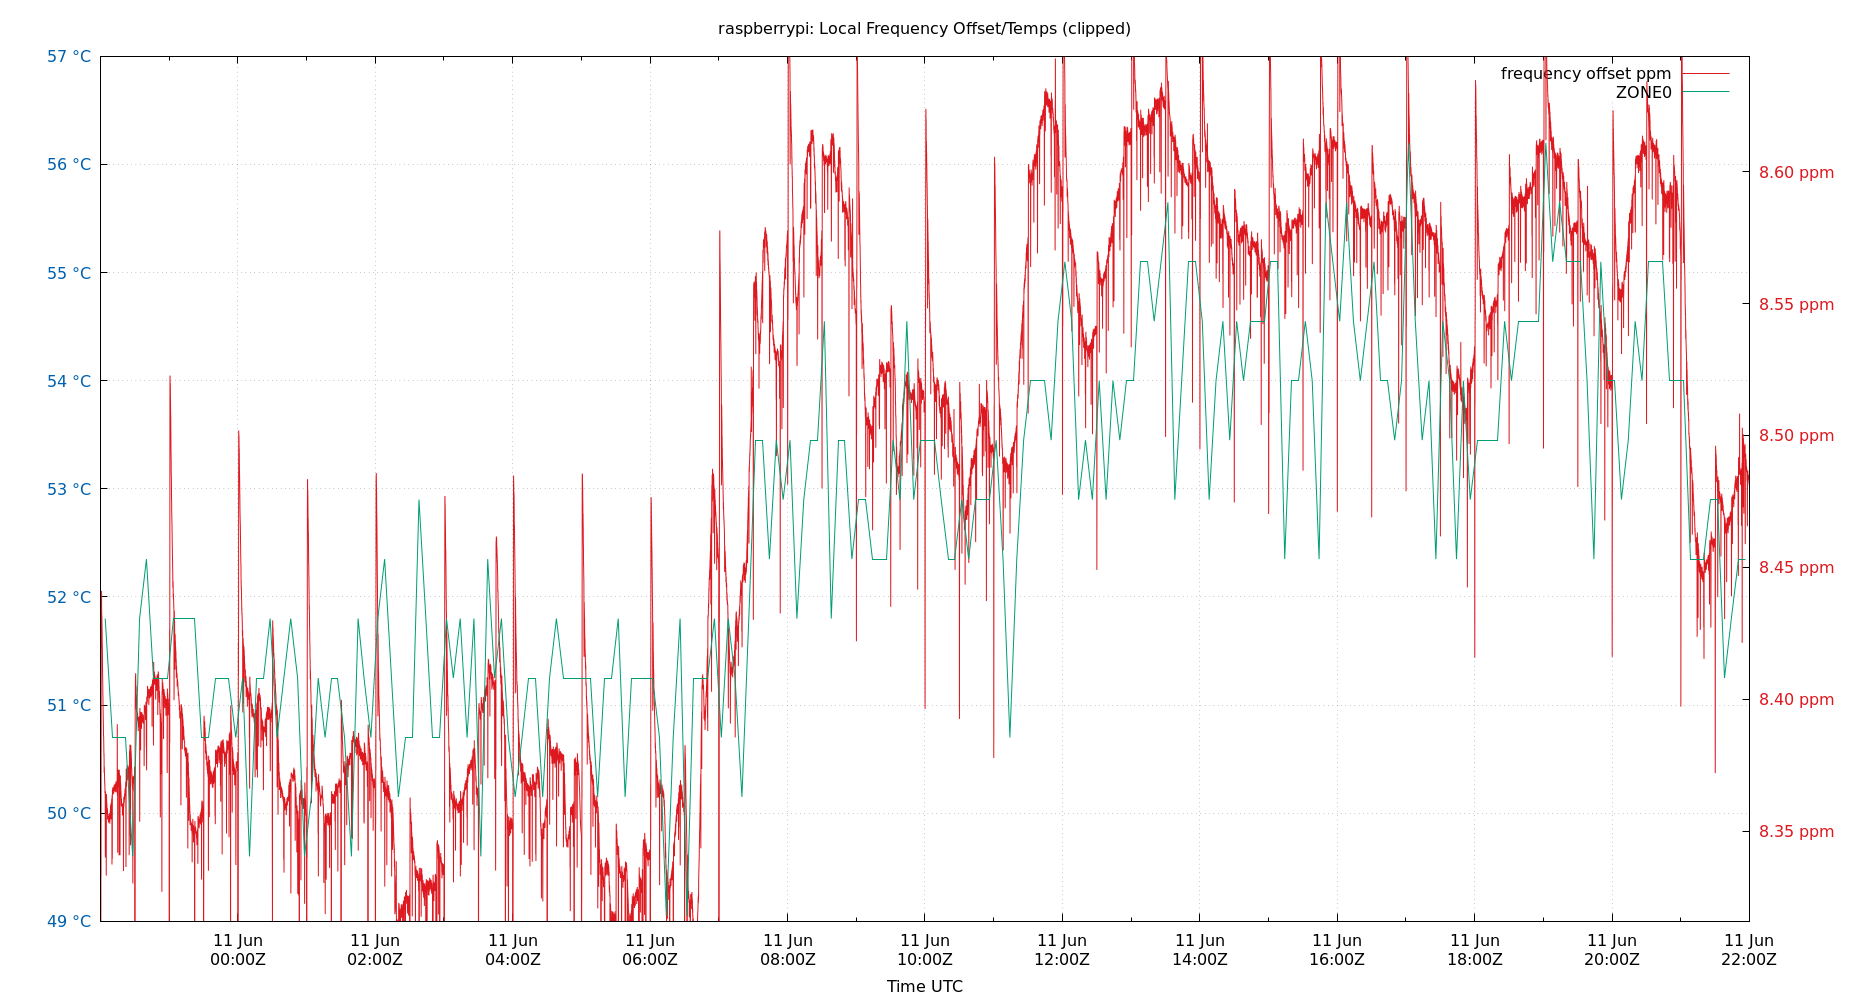 raspberrypi: Local Frequency Offset/Temps (clipped)
57 °C
56 °C
55 °C
54 °C
53 °C
52 °C
51 °C
50 °C
49 °C
frequency offset ppm
ZONE0
8.60 ppm
8.55 ppm
8.50 ppm
8.45 ppm
8.40 ppm
8.35 ppm
11 Jun
00:00Z
11 Jun
02:00Z
11 Jun
04:00Z
11 Jun
06:00Z
11 Jun
08:00Z
11 Jun
10:00Z
11 Jun
12:00Z
11 Jun
14:00Z
11 Jun
16:00Z
11 Jun
18:00Z
11 Jun
20:00Z
11 Jun
22:00Z
Time UTC